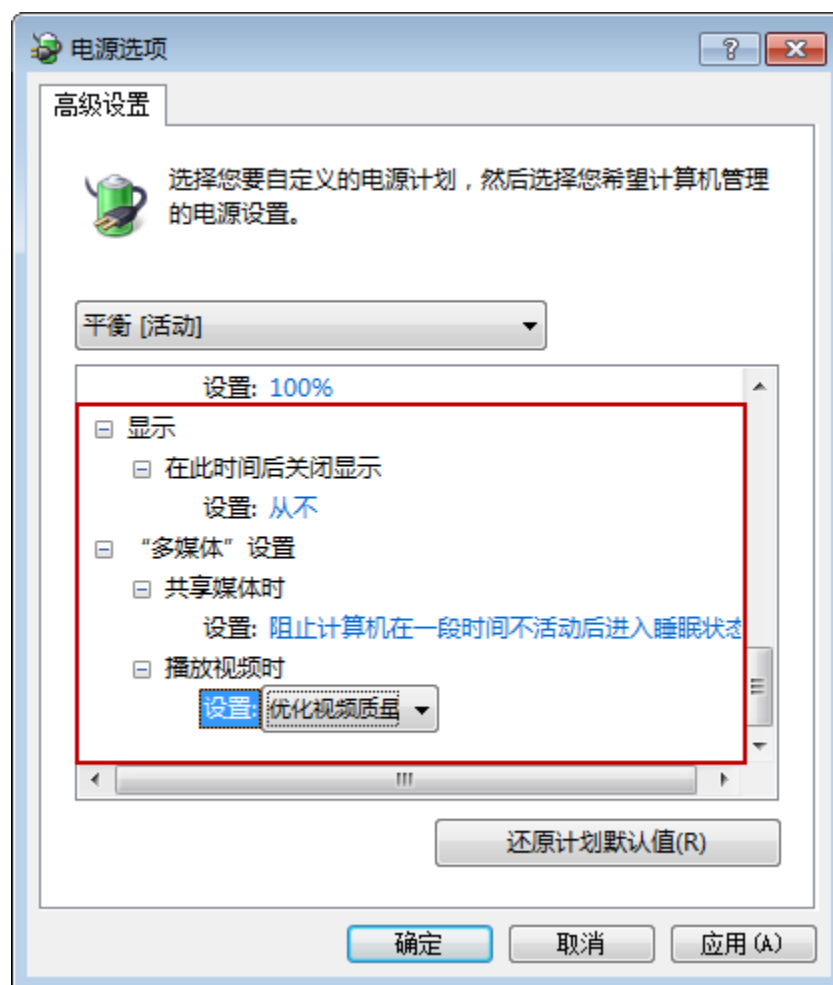 电源选项
高级设置
选择您要自定义的电源计划，然后选择您希望计算机管理
的电源设置。
平衡 [活动]
设置: 100%
显示
在此时间后关闭显示
设置: 从不
“多媒体”设置
共享媒体时
设置: 阻止计算机在一段时间不活动后进入睡眠状态
播放视频时
设置: 优化视频质量
还原计划默认值(R)
确定 取消 应用(A)